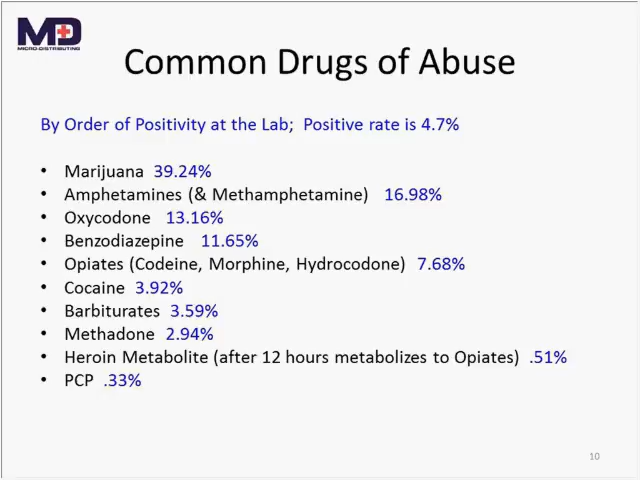 MD
MICRO-DISTRIBUTING
Common Drugs of Abuse
By Order of Positivity at the Lab; Positive rate is 4.7%
• Marijuana 39.24%
• Amphetamines (& Methamphetamine) 16.98%
• Oxycodone 13.16%
• Benzodiazepine 11.65%
• Opiates (Codeine, Morphine, Hydrocodone) 7.68%
• Cocaine 3.92%
• Barbiturates 3.59%
• Methadone 2.94%
• Heroin Metabolite (after 12 hours metabolizes to Opiates) .51%
• PCP .33%
10